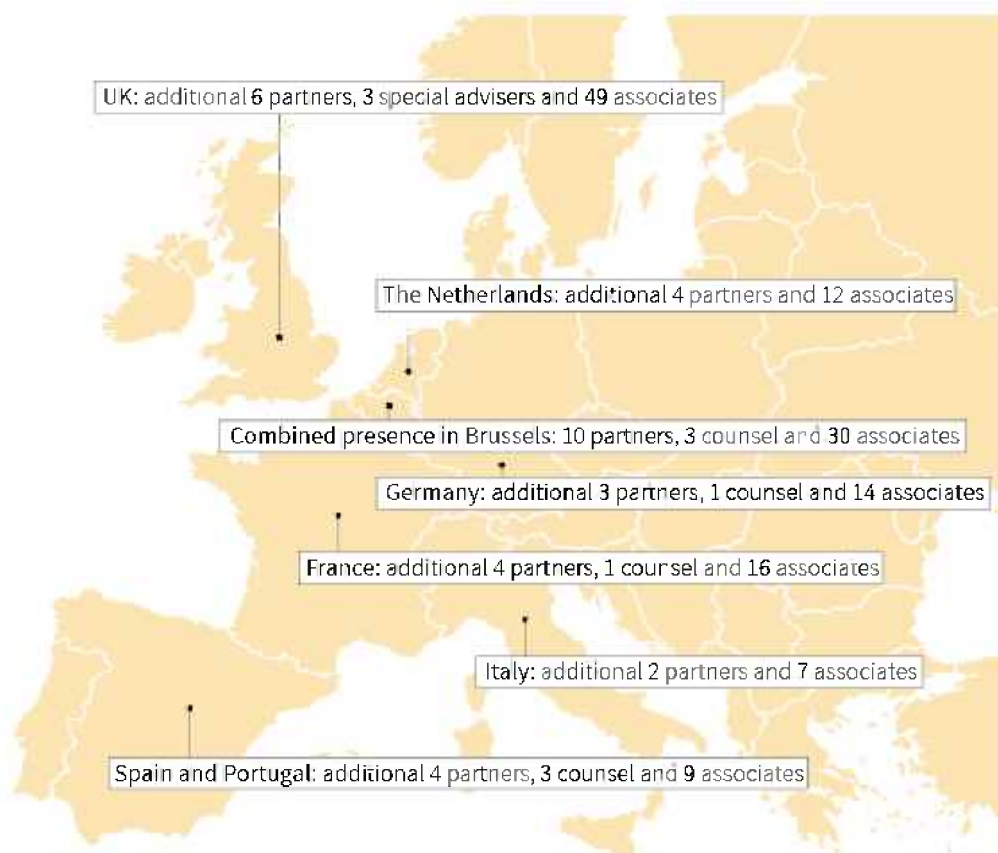 UK: additional 6 partners, 3 special advisers and 49 associates
The Netherlands: additional 4 partners and 12 associates
Combined presence in Brussels: 10 partners, 3 counsel and 30 associates
Germany: additional 3 partners, 1 counsel and 14 associates
France: additional 4 partners, 1 counsel and 16 associates
Italy: additional 2 partners and 7 associates
Spain and Portugal: additional 4 partners, 3 counsel and 9 associates